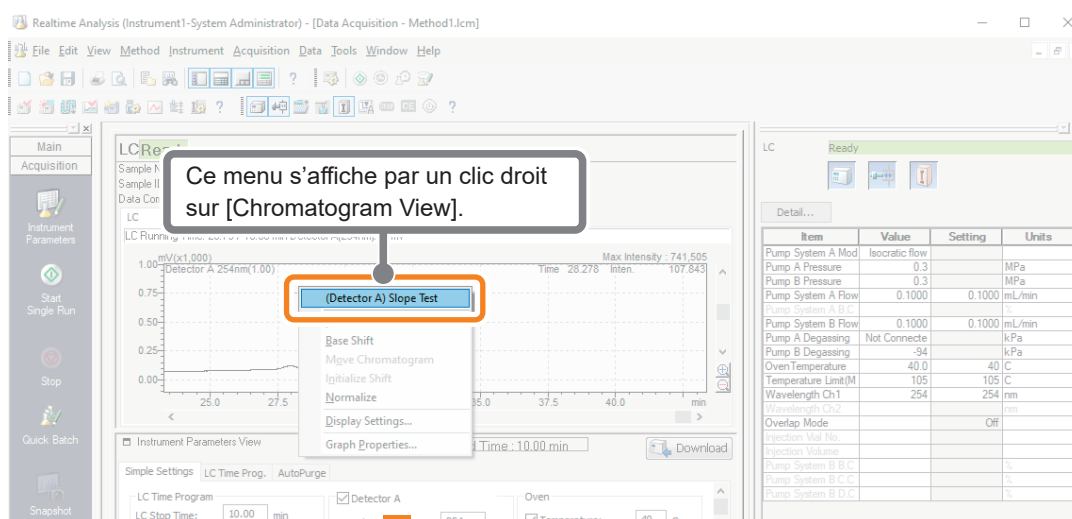 Realtime Analysis (Instrument1-System Administrator) - [Data Acquisition - Method1.lcm]
File Edit View Method Instrument Acquisition Data Tools Window Help
Main
Acquisition
Instrument
Parameters
Start
Single Run
Stop
Quick Batch
Snapshot
LC
Ce menu s’affiche par un clic droit
sur [Chromatogram View].
LC
mV(x1,000)
Max Intensity : 741,505
Detector A 254nm(1.00)
Time 28.278 Inten. 107.843
1.00
0.75
0.50
0.25
0.00
25.0 27.5 35.0 37.5 40.0 min
(Detector A) Slope Test
Base Shift
Move Chromatogram
Initialize Shift
Normalize
Display Settings...
Graph Properties...
Instrument Parameters View
Time : 10.00 min
Download
Simple Settings LC Time Prog. AutoPurge
LC Time Program
LC Stop Time: 10.00 min
Detector A
Oven
LC Ready
Detail...
Item Value Setting Units
Pump System A Mod Isocratic flow
Pump A Pressure 0.3 MPa
Pump B Pressure 0.3 MPa
Pump System A Flow 0.1000 0.1000 mL/min
Pump System A B.C %
Pump System B Flow 0.1000 0.1000 mL/min
Pump A Degassing Not Connecte kPa
Pump B Degassing -94 kPa
OvenTemperature 40.0 40 C
Temperature Limit(M 105 105 C
Wavelength Ch1 254 254 nm
Wavelength Ch2 nm
Overlap Mode Off
Injection Vial No.
Injection Volume
Pump System B B.C %
Pump System B C.C %
Pump System B D.C %